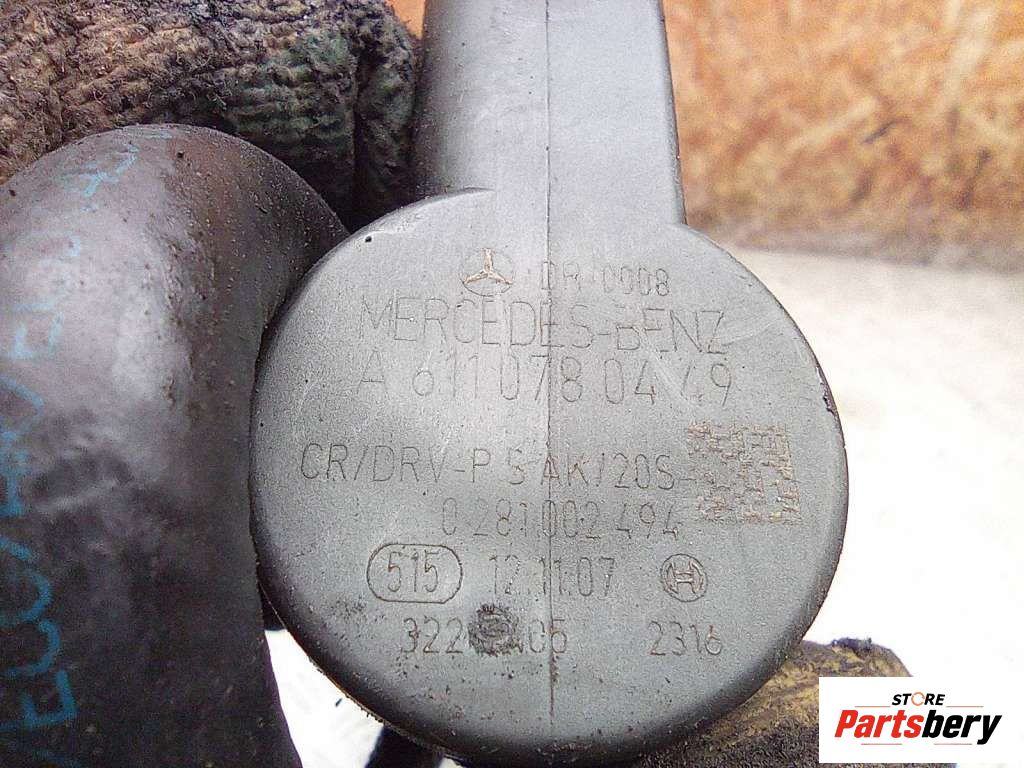 DR 0008
MERCEDES-BENZ
A 611 078 04 49
CR/DRV-P S AK/20S-
0 281 002 494
515 12.11.07
2316
STORE
Partsbery